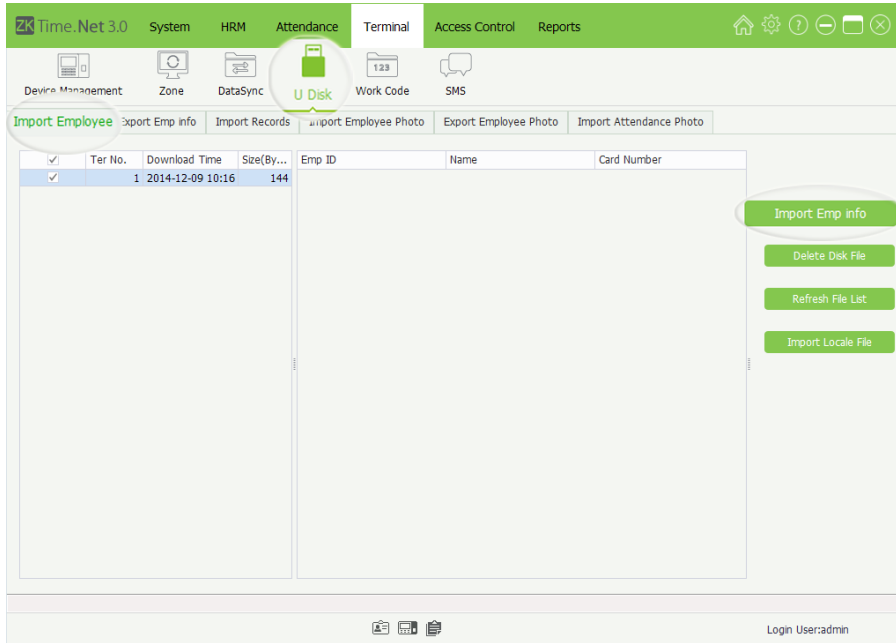 ZK Time.Net 3.0 System HRM Attendance Terminal Access Control Reports
123
Device Management Zone DataSync U Disk Work Code SMS
Import Employee Export Emp info Import Records Import Employee Photo Export Employee Photo Import Attendance Photo
Ter No. Download Time Size(By... Emp ID Name Card Number
1 2014-12-09 10:16 144
Import Emp info
Delete Disk File
Refresh File List
Import Locale File
Login User:admin